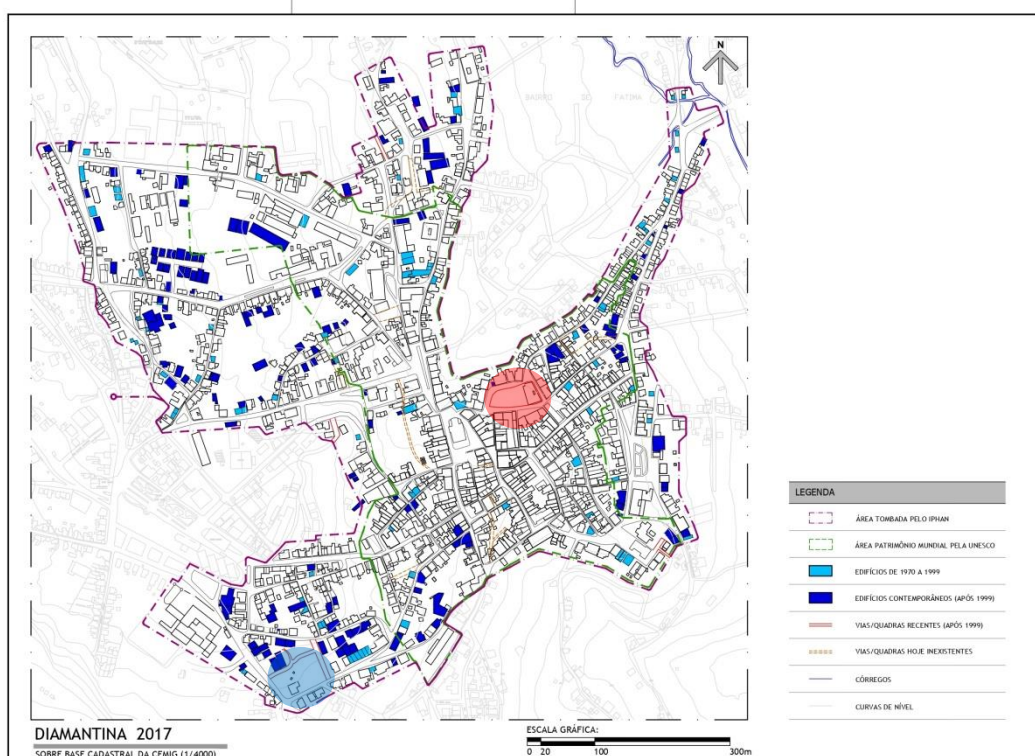 N
BAIRRO DE FÁTIMA
LEGENDA
ÁREA TOMBADA PELO IPHAN
ÁREA PATRIMÔNIO MUNDIAL PELA UNESCO
EDIFÍCIOS DE 1970 A 1999
EDIFÍCIOS CONTEMPORÂNEOS (APÓS 1999)
VIAS/QUADRAS RECENTES (APÓS 1999)
VIAS/QUADRAS HOJE INEXISTENTES
CÓRREGOS
CURVAS DE NÍVEL
DIAMANTINA 2017
SOBRE BASE CADASTRAL DA CEMIG (1/4000)
ESCALA GRÁFICA:
0 20 100 300m